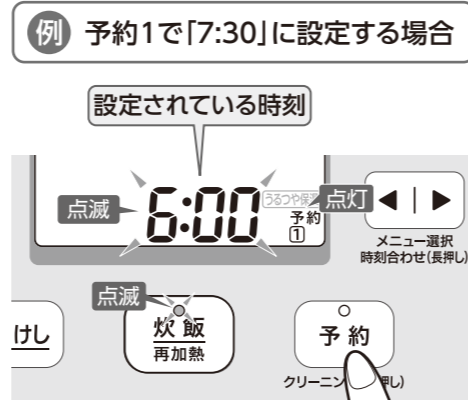 例 予約1で「7:30」に設定する場合
設定されている時刻
点滅
6:00
うるつや保
点灯
予約
1
◀ | ▶
メニュー選択
時刻合わせ(長押し)
点滅
けし
炊飯
再加熱
予約
クリーニン
押し)